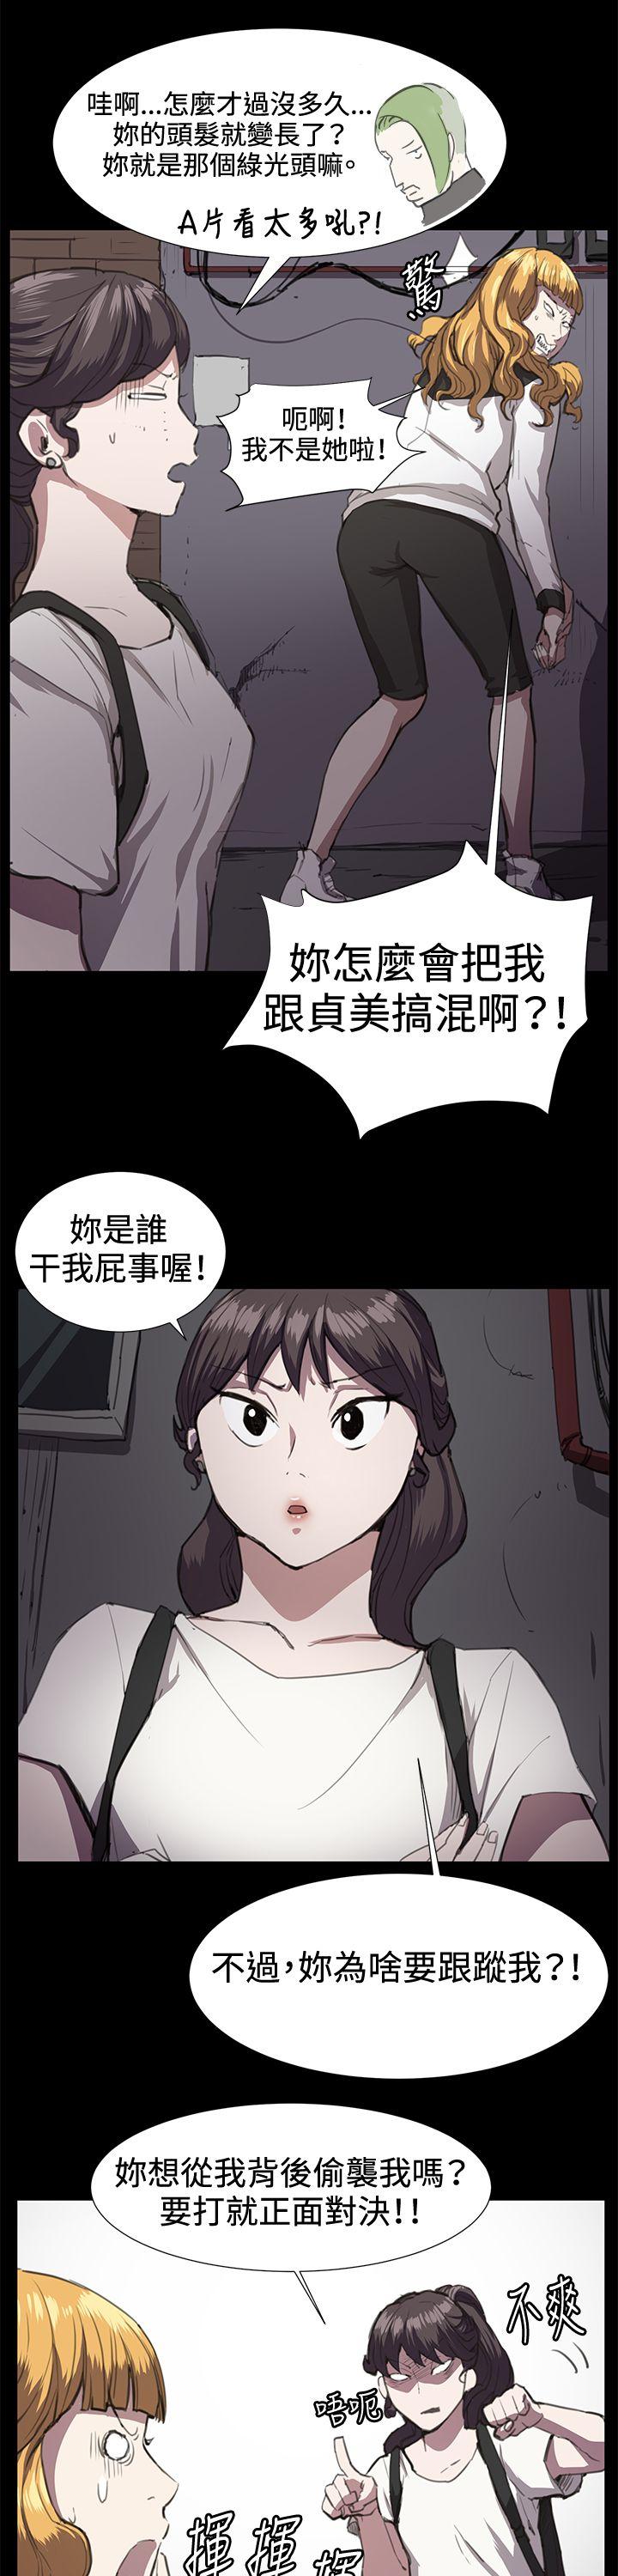 哇啊...怎麼才過沒多久...
妳的頭髮就變長了？
妳就是那個綠光頭嘛。
A片看太多吼?!
驚
呃啊！
我不是她啦！
妳怎麼會把我
跟貞美搞混啊？！
妳是誰
干我屁事喔！
不過，妳為啥要跟蹤我？！
妳想從我背後偷襲我嗎？
要打就正面對決！！
不爽
唔呃
揮
揮
揮